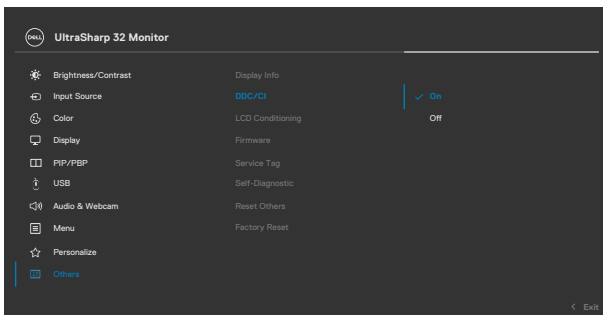 DELL UltraSharp 32 Monitor
Brightness/Contrast Display Info
Input Source DDC/CI On
Color LCD Conditioning Off
Display Firmware
PIP/PBP Service Tag
USB Self-Diagnostic
Audio & Webcam Reset Others
Menu Factory Reset
Personalize
Others
Exit